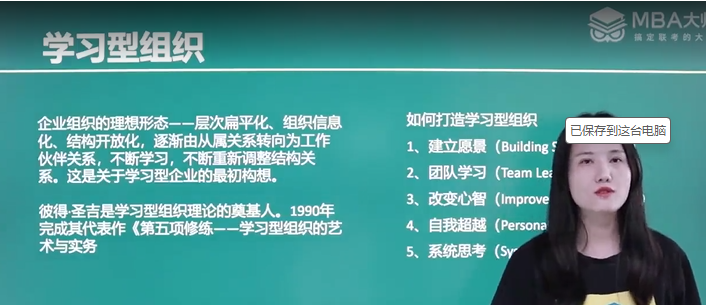 学习型组织
MBA大师
搞定联考的大
企业组织的理想形态——层次扁平化、组织信息
化、结构开放化，逐渐由从属关系转向为工作
伙伴关系，不断学习，不断重新调整结构关
系。这是关于学习型企业的最初构想。
彼得·圣吉是学习型组织理论的奠基人。1990年
完成其代表作《第五项修练——学习型组织的艺
术与实务
如何打造学习型组织
已保存到这台电脑
1、建立愿景（Building S
2、团队学习（Team Lea
3、改变心智（Improve
4、自我超越（Persona
5、系统思考（Sys